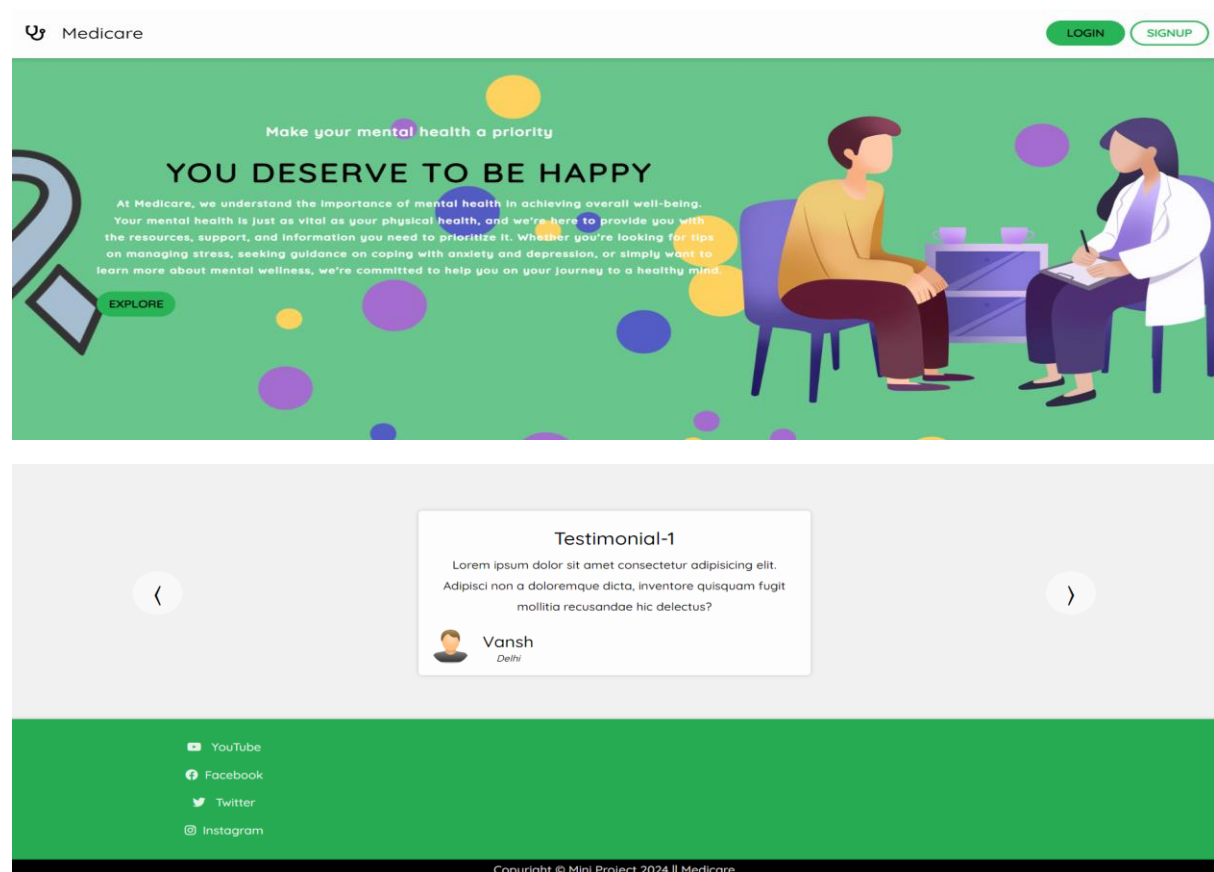 Medicare
LOGIN
SIGNUP
Make your mental health a priority
YOU DESERVE TO BE HAPPY
At Medicare, we understand the importance of mental health in achieving overall well-being.
Your mental health is just as vital as your physical health, and we're here to provide you with
the resources, support, and information you need to prioritize it. Whether you're looking for tips
on managing stress, seeking guidance on coping with anxiety and depression, or simply want to
learn more about mental wellness, we're committed to help you on your journey to a healthy mind.
EXPLORE
Testimonial-1
Lorem ipsum dolor sit amet consectetur adipisicing elit.
Adipisci non a doloremque dicta, inventore quisquam fugit
mollitia recusandae hic delectus?
Vansh
Delhi
YouTube
Facebook
Twitter
Instagram
Copyright © Mini Project 2024 || Medicare